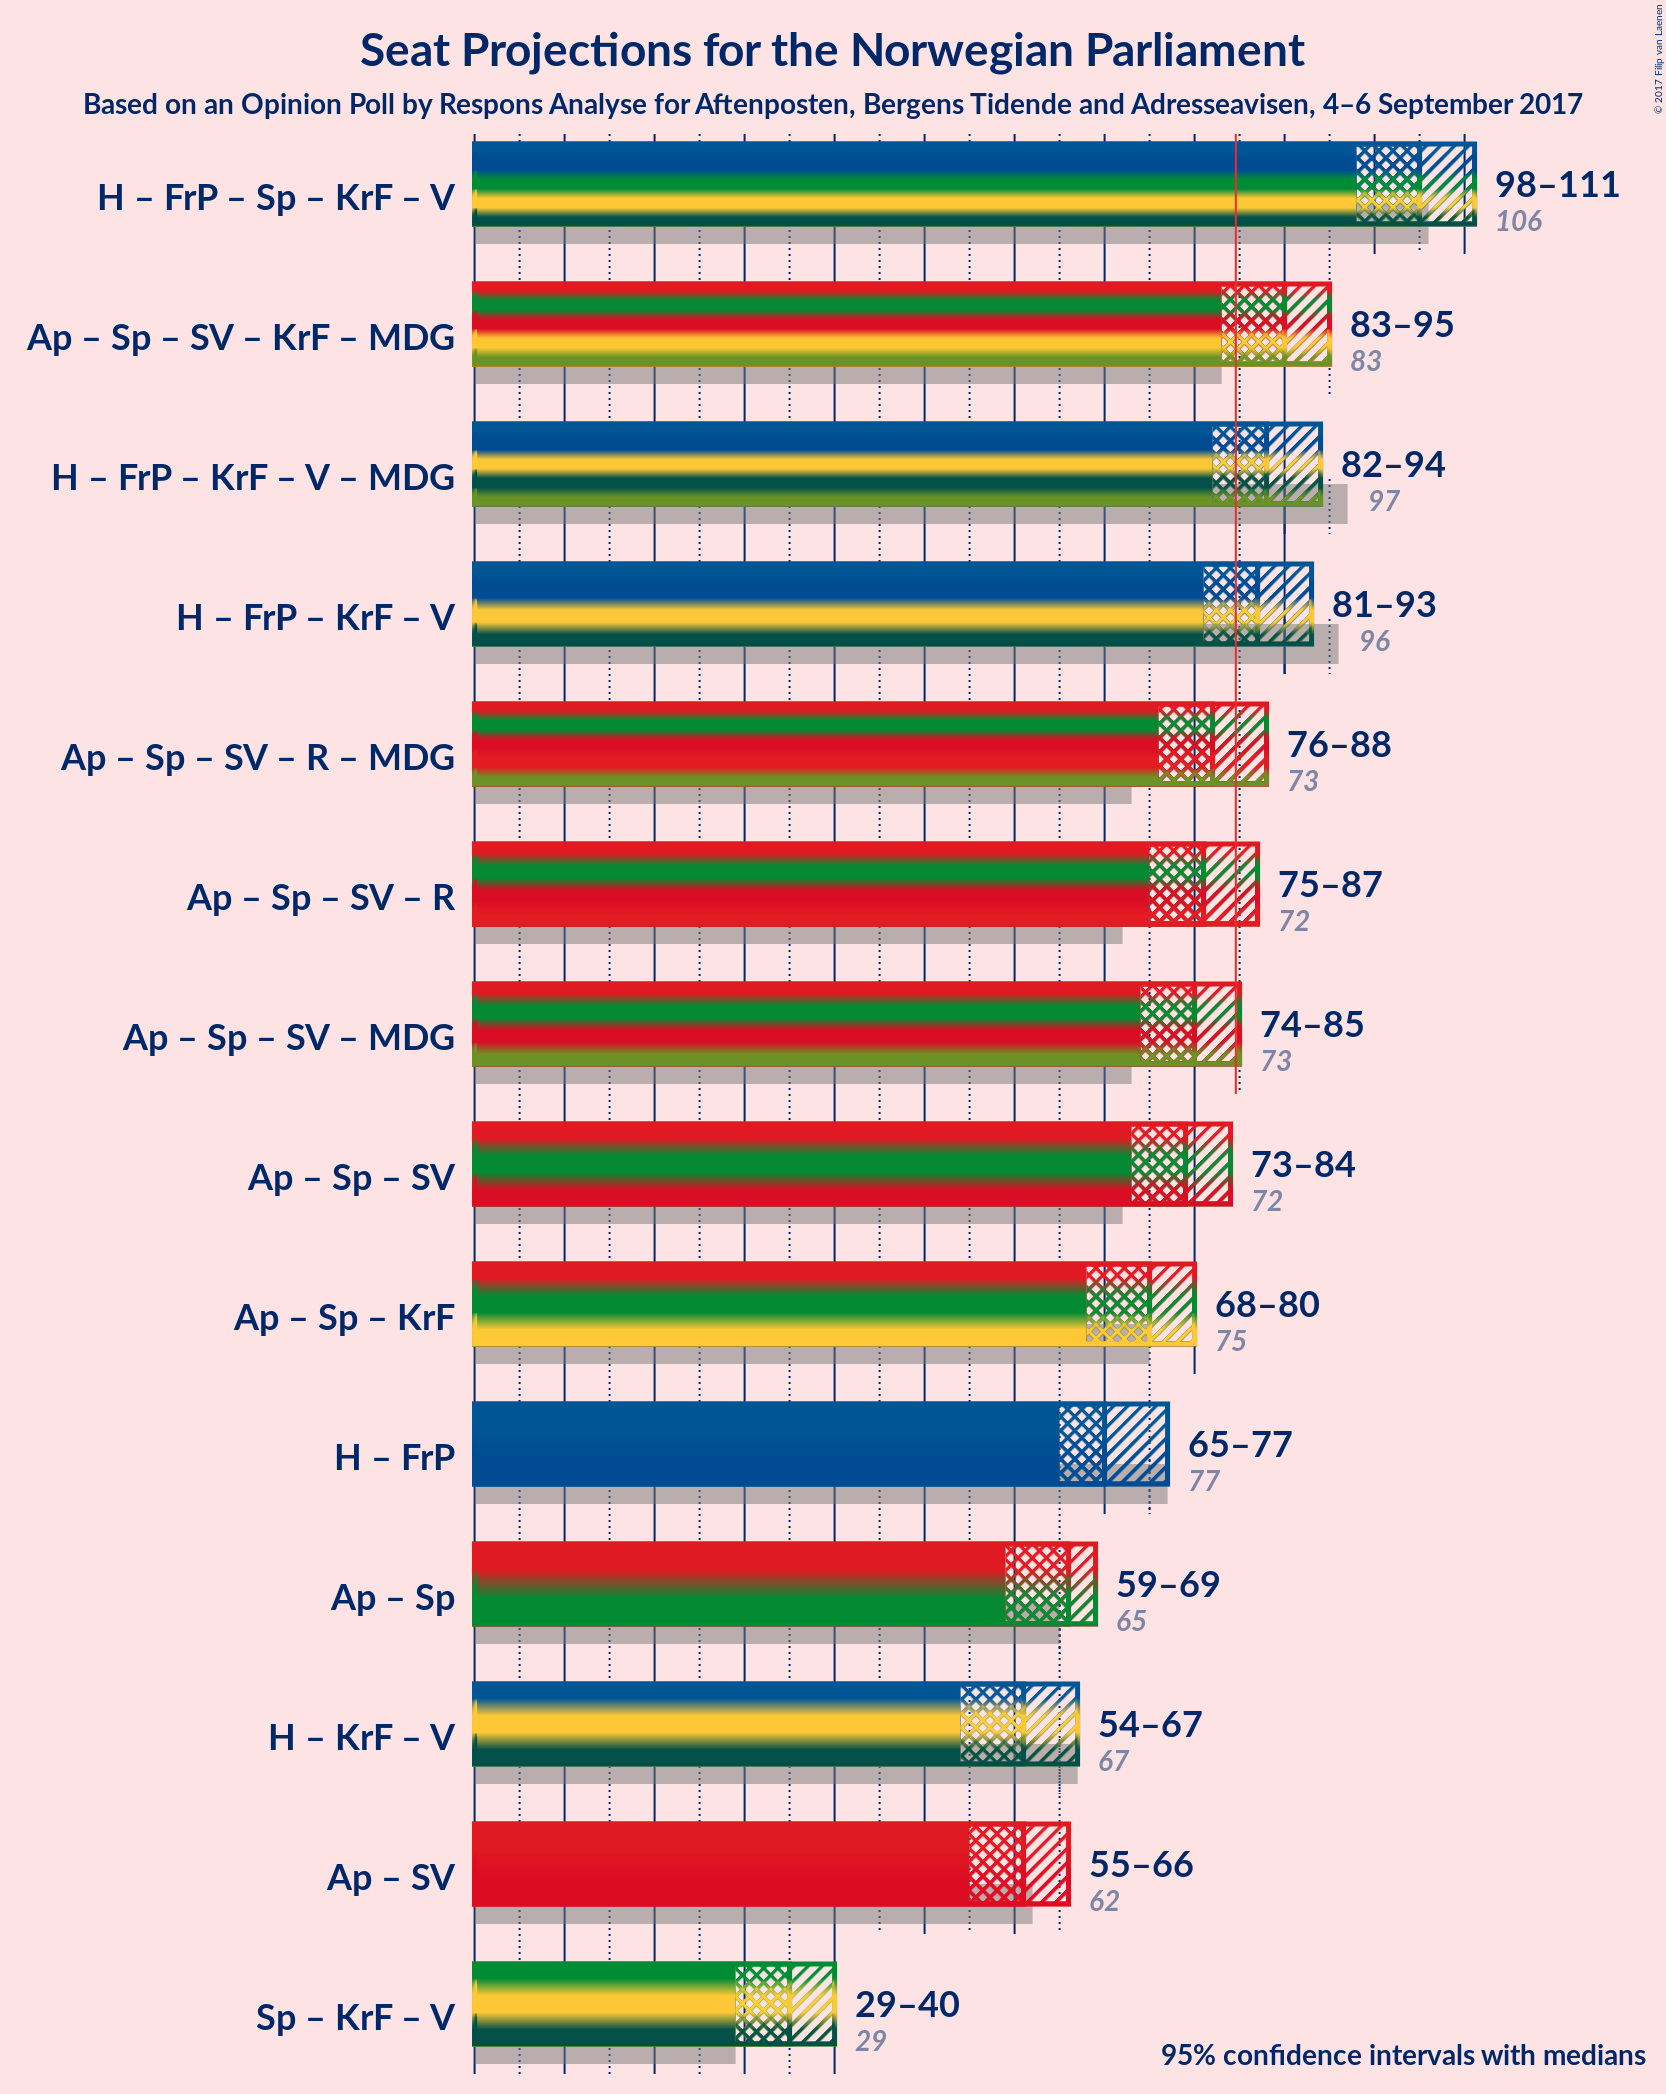 Seat Projections for the Norwegian Parliament
Based on an Opinion Poll by Respons Analyse for Aftenposten, Bergens Tidende and Adresseavisen, 4–6 September 2017
© 2017 Filip van Laenen
H – FrP – Sp – KrF – V
98–111
106
Ap – Sp – SV – KrF – MDG
83–95
83
H – FrP – KrF – V – MDG
82–94
97
H – FrP – KrF – V
81–93
96
Ap – Sp – SV – R – MDG
76–88
73
Ap – Sp – SV – R
75–87
72
Ap – Sp – SV – MDG
74–85
73
Ap – Sp – SV
73–84
72
Ap – Sp – KrF
68–80
75
H – FrP
65–77
77
Ap – Sp
59–69
65
H – KrF – V
54–67
67
Ap – SV
55–66
62
Sp – KrF – V
29–40
29
95% confidence intervals with medians